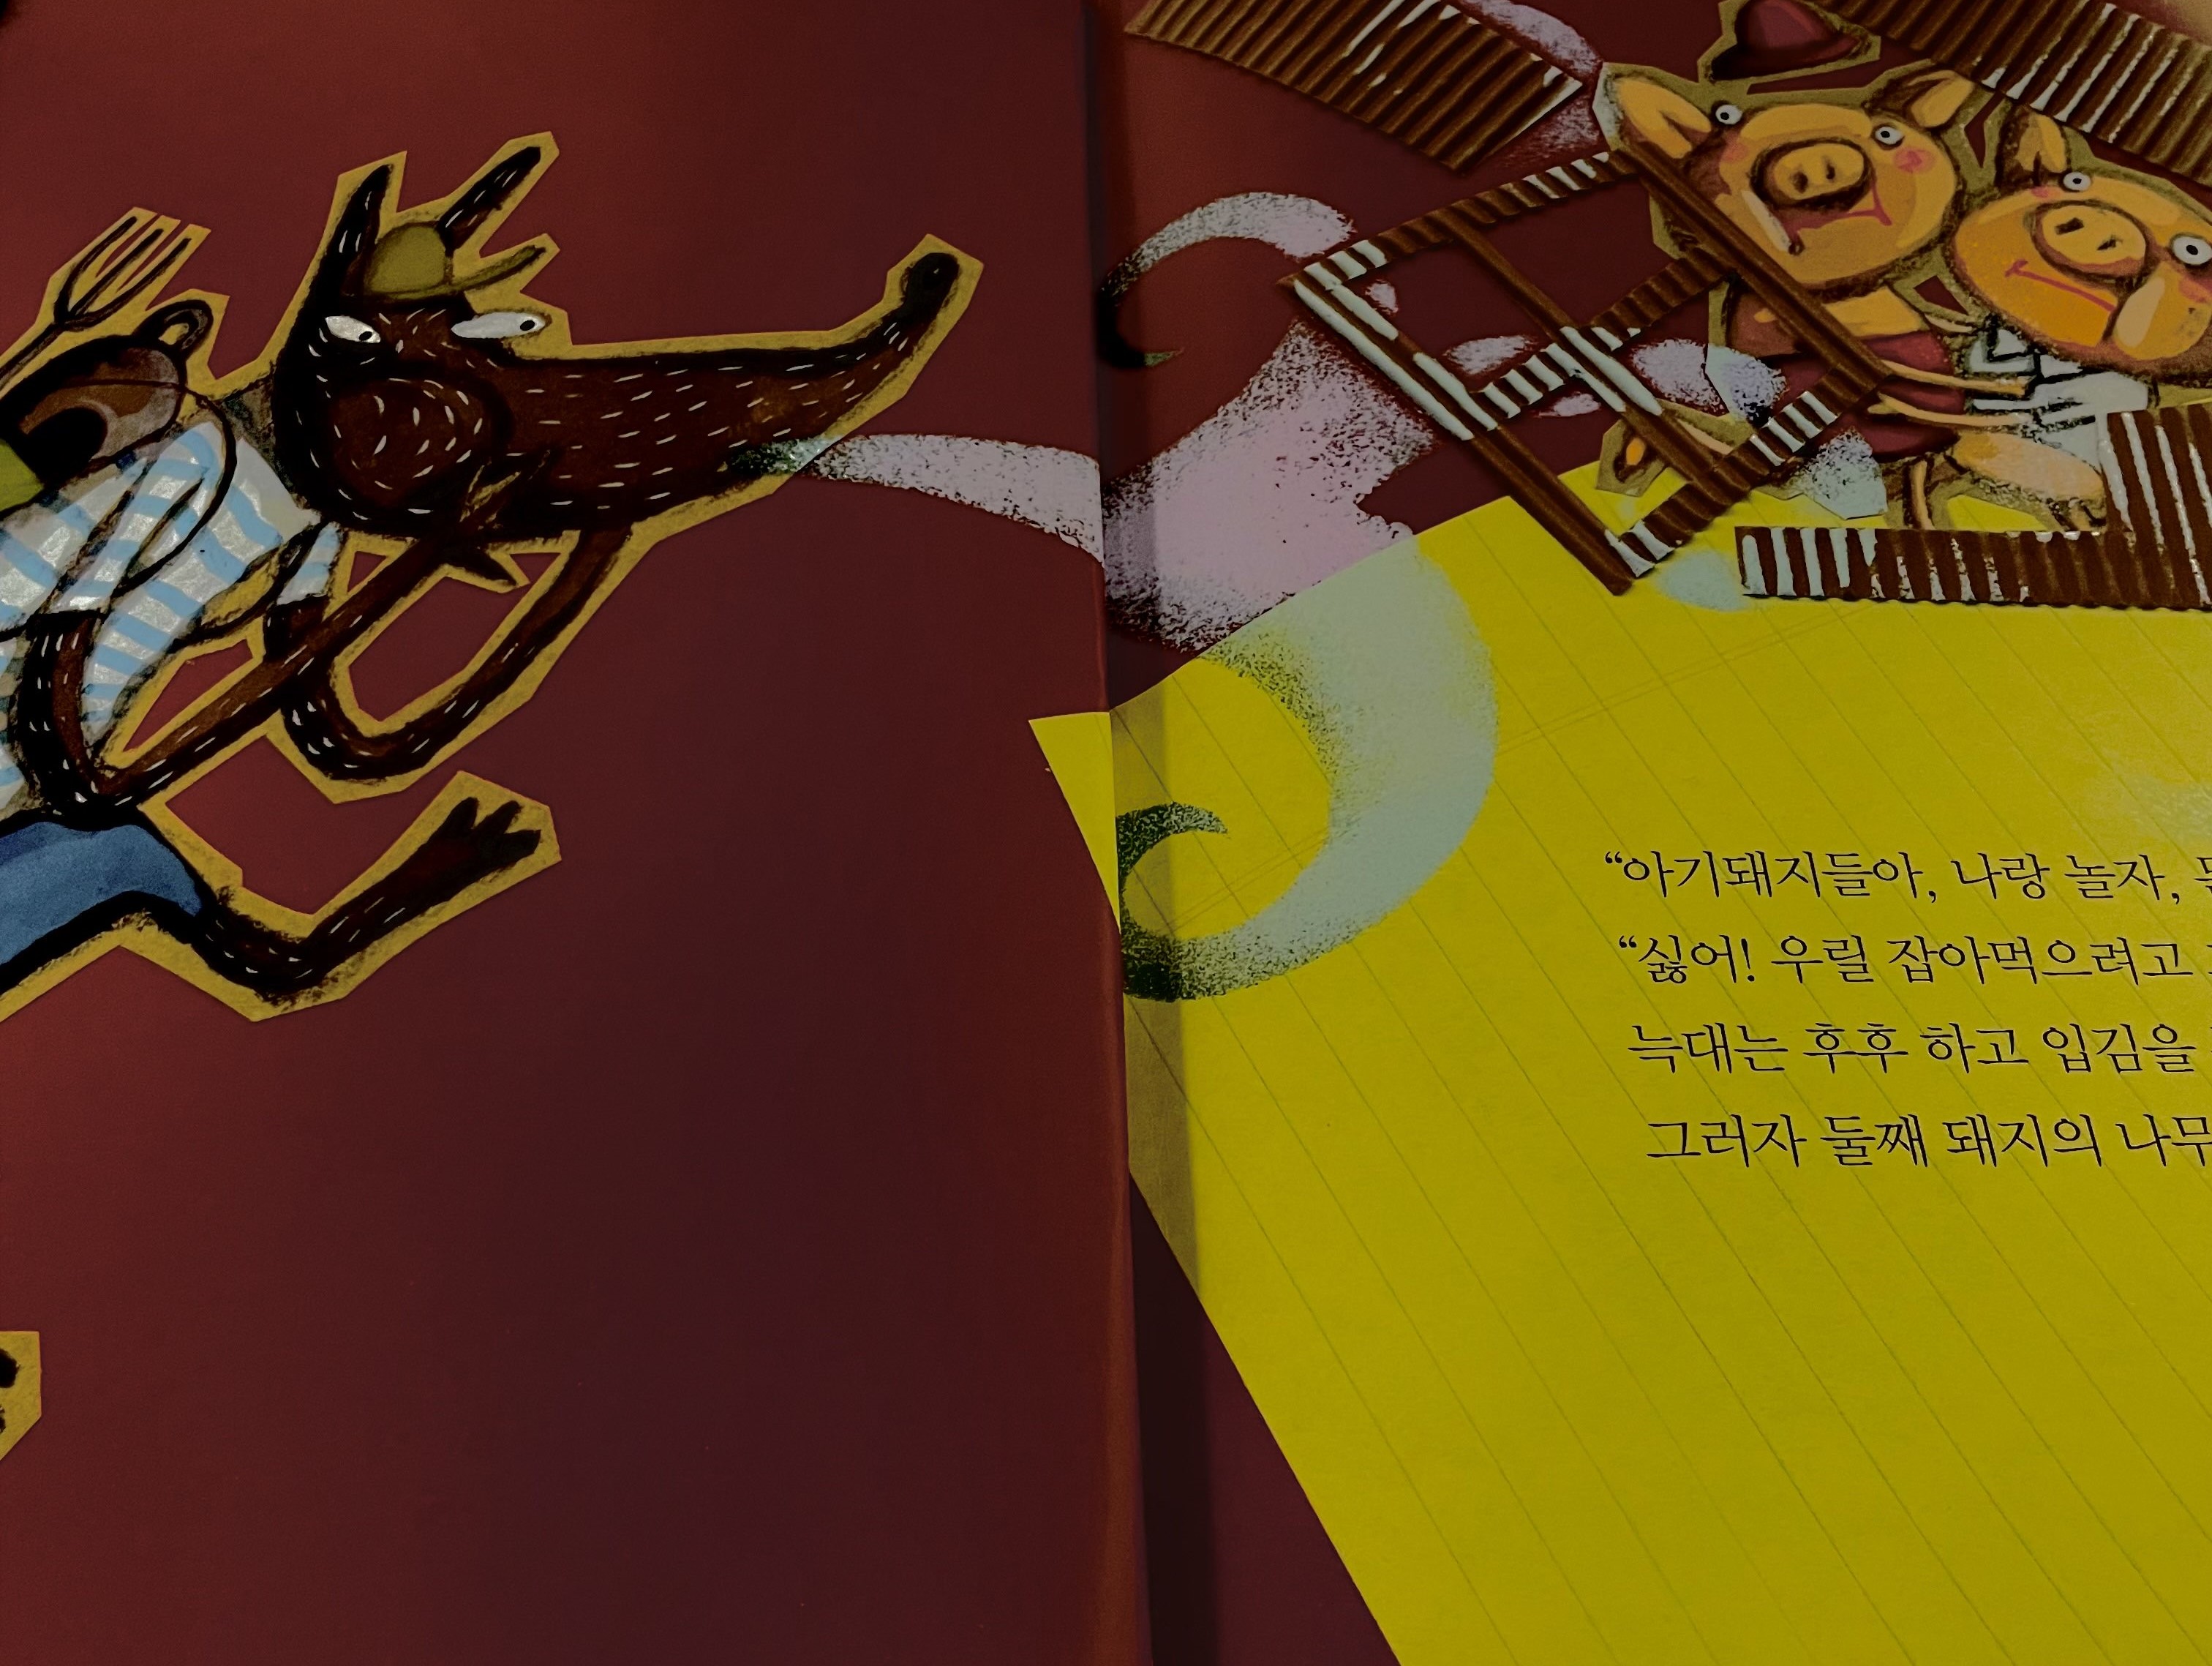 “아기돼지들아, 나랑 놀자,
“싫어! 우릴 잡아먹으려고
늑대는 후후 하고 입김을
그러자 둘째 돼지의 나무